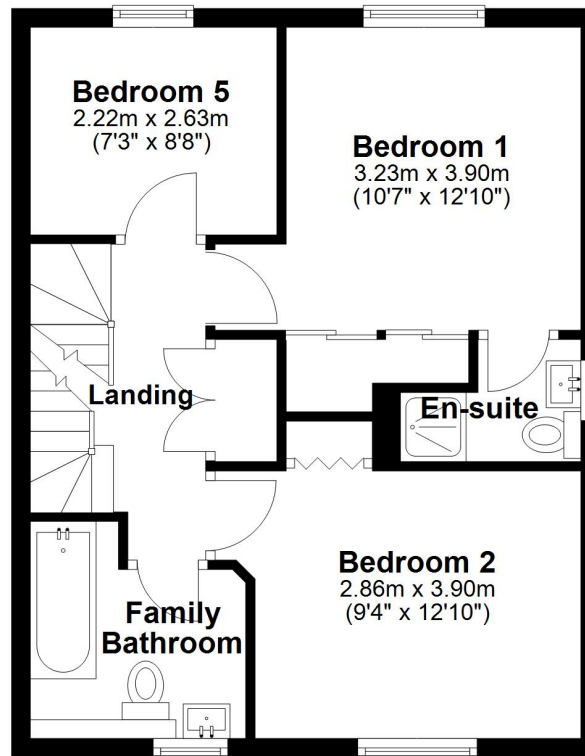 Bedroom 5
2.22m x 2.63m
(7'3" x 8'8")
Bedroom 1
3.23m x 3.90m
(10'7" x 12'10")
Landing
En-suite
Bedroom 2
2.86m x 3.90m
(9'4" x 12'10")
Family
Bathroom